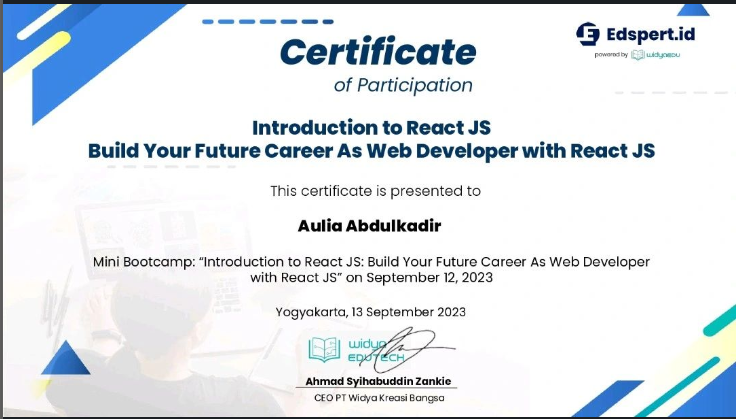 Certificate
of Participation
Edspert.id
powered by widyaedu
Introduction to React JS
Build Your Future Career As Web Developer with React JS
This certificate is presented to
Aulia Abdulkadir
Mini Bootcamp: “Introduction to React JS: Build Your Future Career As Web Developer
with React JS” on September 12, 2023
Yogyakarta, 13 September 2023
widya
EDUTECH
Ahmad Syihabuddin Zankie
CEO PT Widya Kreasi Bangsa